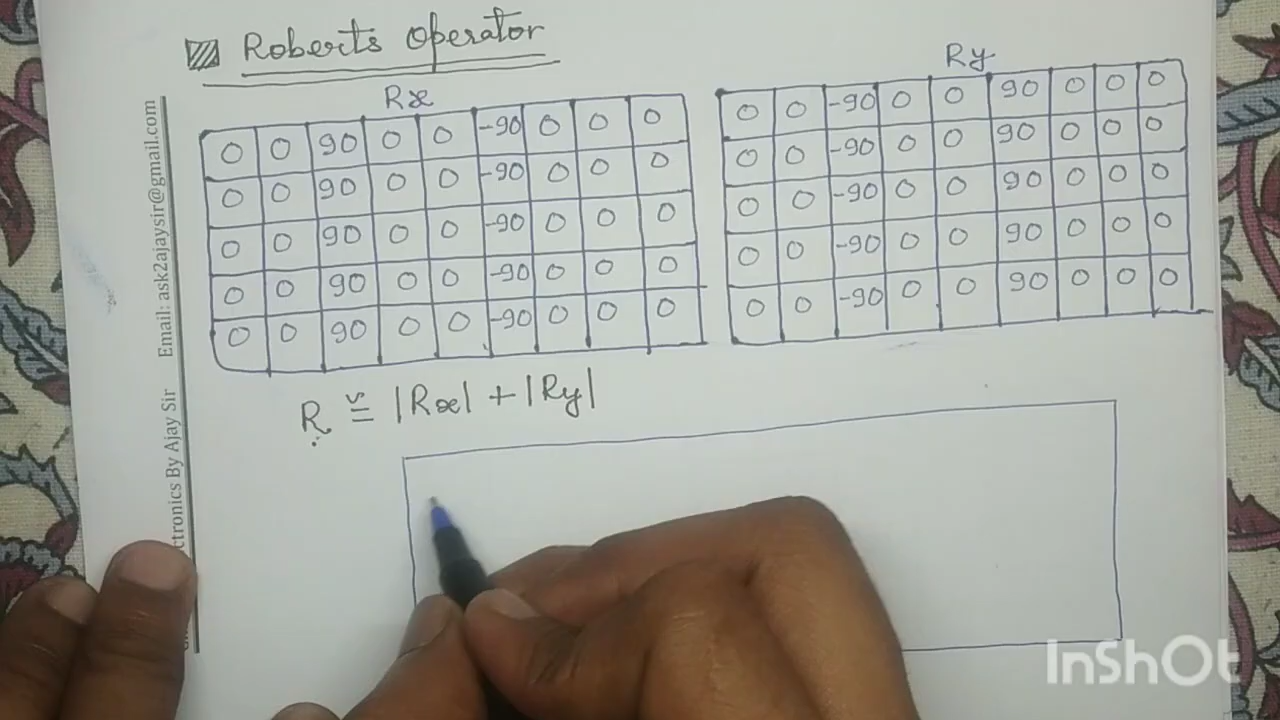 Roberts Operator
Rx
0 0 90 0 0 -90 0 0 0
0 0 90 0 0 -90 0 0 0
0 0 90 0 0 -90 0 0 0
0 0 90 0 0 -90 0 0 0
0 0 90 0 0 -90 0 0 0
Ry
0 0 -90 0 0 90 0 0 0
0 0 -90 0 0 90 0 0 0
0 0 -90 0 0 90 0 0 0
0 0 -90 0 0 90 0 0 0
0 0 -90 0 0 90 0 0 0
R ≅ |Rx| + |Ry|
ctronics By Ajay Sir Email: ask2ajaysir@gmail.com
InShOt